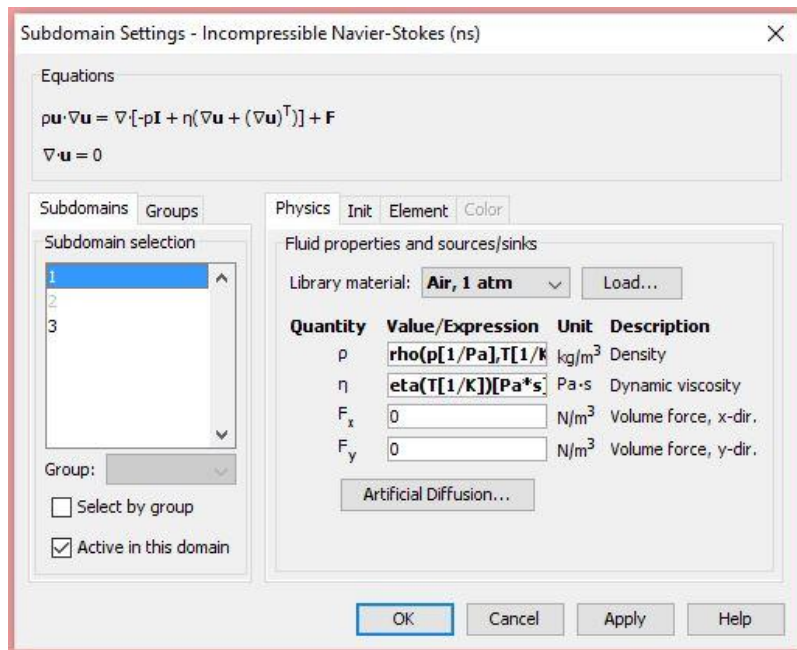 Subdomain Settings - Incompressible Navier-Stokes (ns)
Equations
ρu·∇u = ∇·[-pI + η(∇u + (∇u)ᵀ)] + F
∇·u = 0
Subdomains Groups
Subdomain selection
1
2
3
Group:
Select by group
Active in this domain
Physics Init Element Color
Fluid properties and sources/sinks
Library material: Air, 1 atm Load...
Quantity Value/Expression Unit Description
ρ rho(p[1/Pa],T[1/K kg/m³ Density
η eta(T[1/K])[Pa*s] Pa·s Dynamic viscosity
Fx 0 N/m³ Volume force, x-dir.
Fy 0 N/m³ Volume force, y-dir.
Artificial Diffusion...
OK Cancel Apply Help